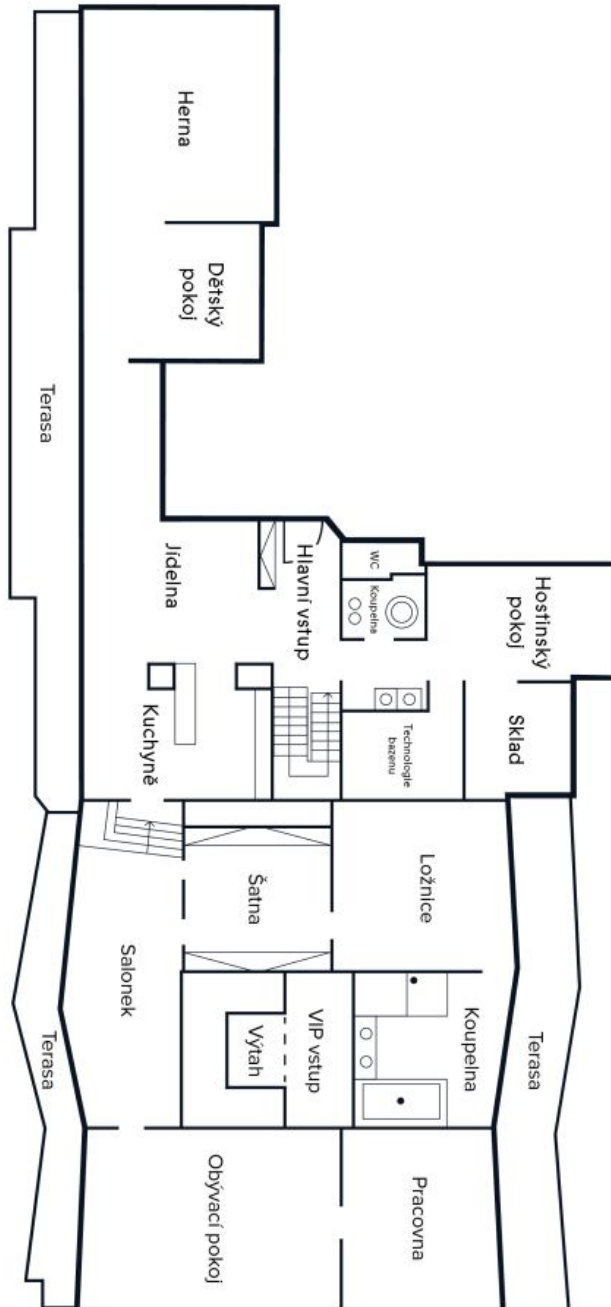 Herna
Dětský
pokoj
Terasa
Jídelna
Hlavní vstup
WC
Koupelna
Hostinský
pokoj
Kuchyně
Technologie
bazenu
Sklad
Šatna
Ložnice
Salonek
Terasa
Výtah
VIP vstup
Koupelna
Terasa
Obývací pokoj
Pracovna